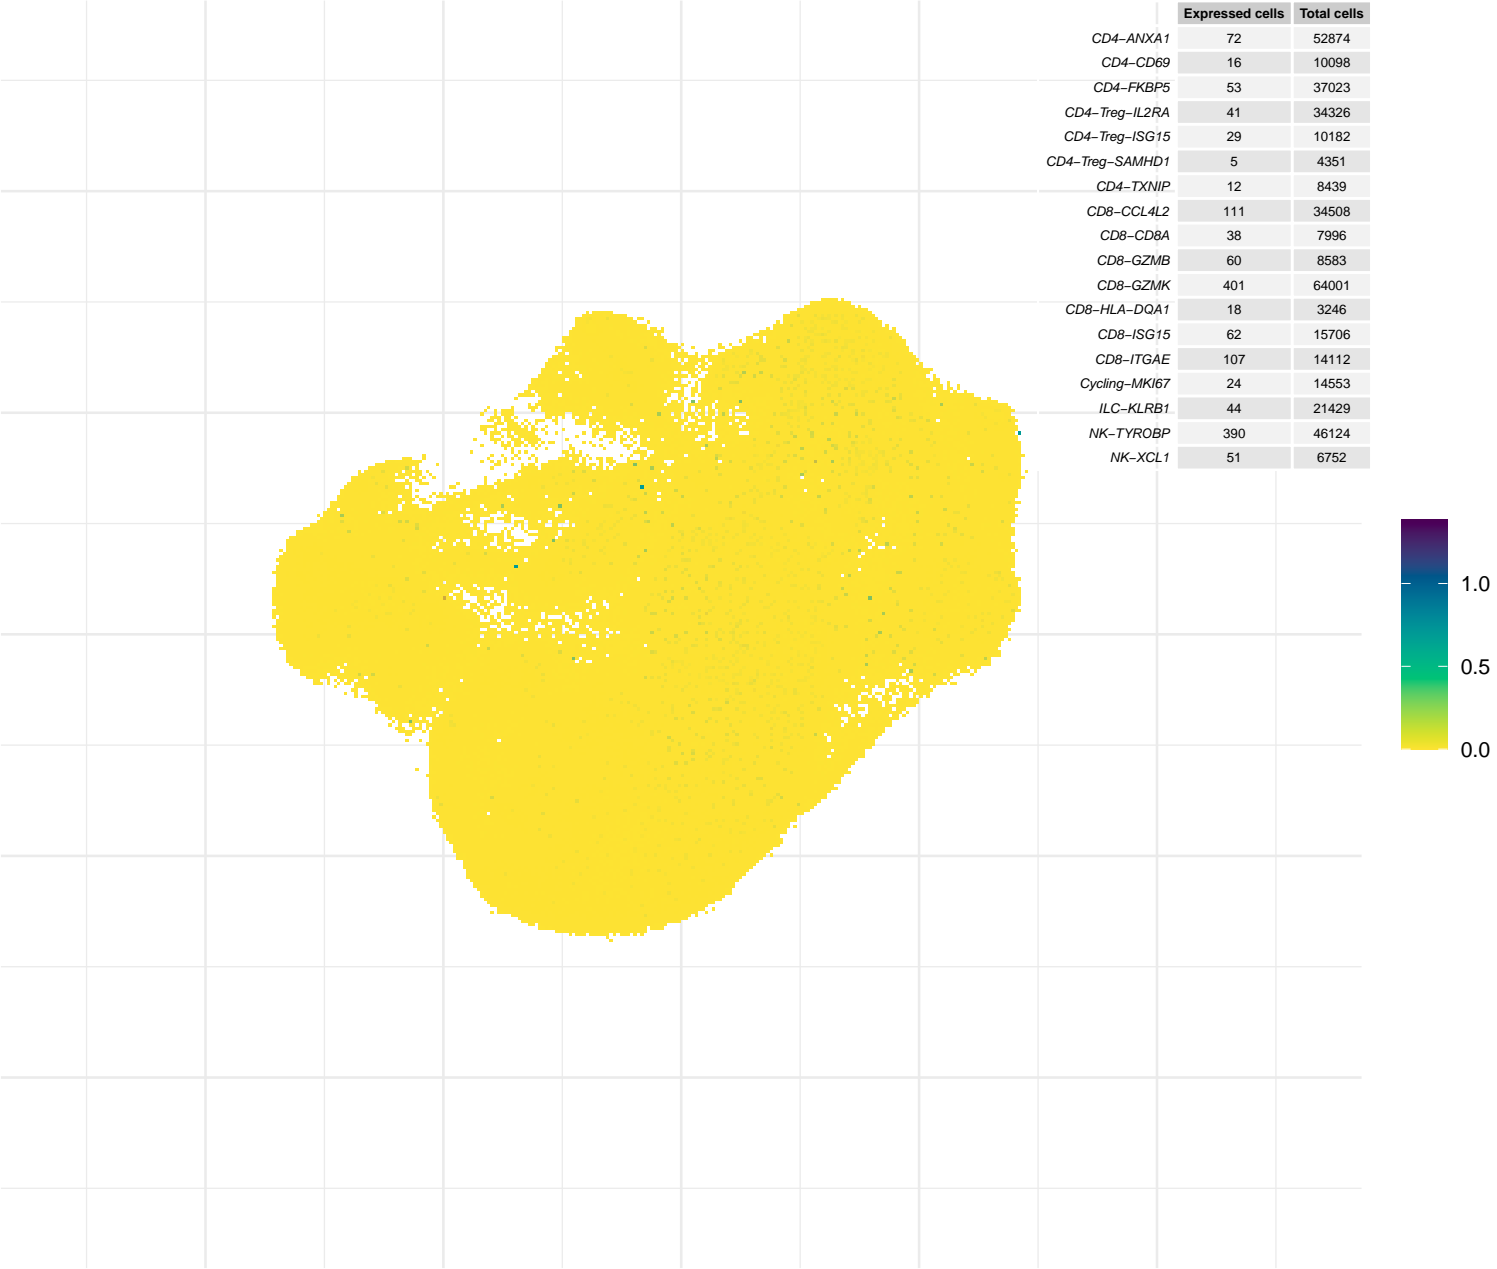 Expressed cells Total cells
CD4−ANXA1 72 52874
CD4−CD69 16 10098
CD4−FKBP5 53 37023
CD4−Treg−IL2RA 41 34326
CD4−Treg−ISG15 29 10182
CD4−Treg−SAMHD1 5 4351
CD4−TXNIP 12 8439
CD8−CCL4L2 111 34508
CD8−CD8A 38 7996
CD8−GZMB 60 8583
CD8−GZMK 401 64001
CD8−HLA−DQA1 18 3246
CD8−ISG15 62 15706
CD8−ITGAE 107 14112
Cycling−MKI67 24 14553
ILC−KLRB1 44 21429
NK−TYROBP 390 46124
NK−XCL1 51 6752
1.0
0.5
0.0